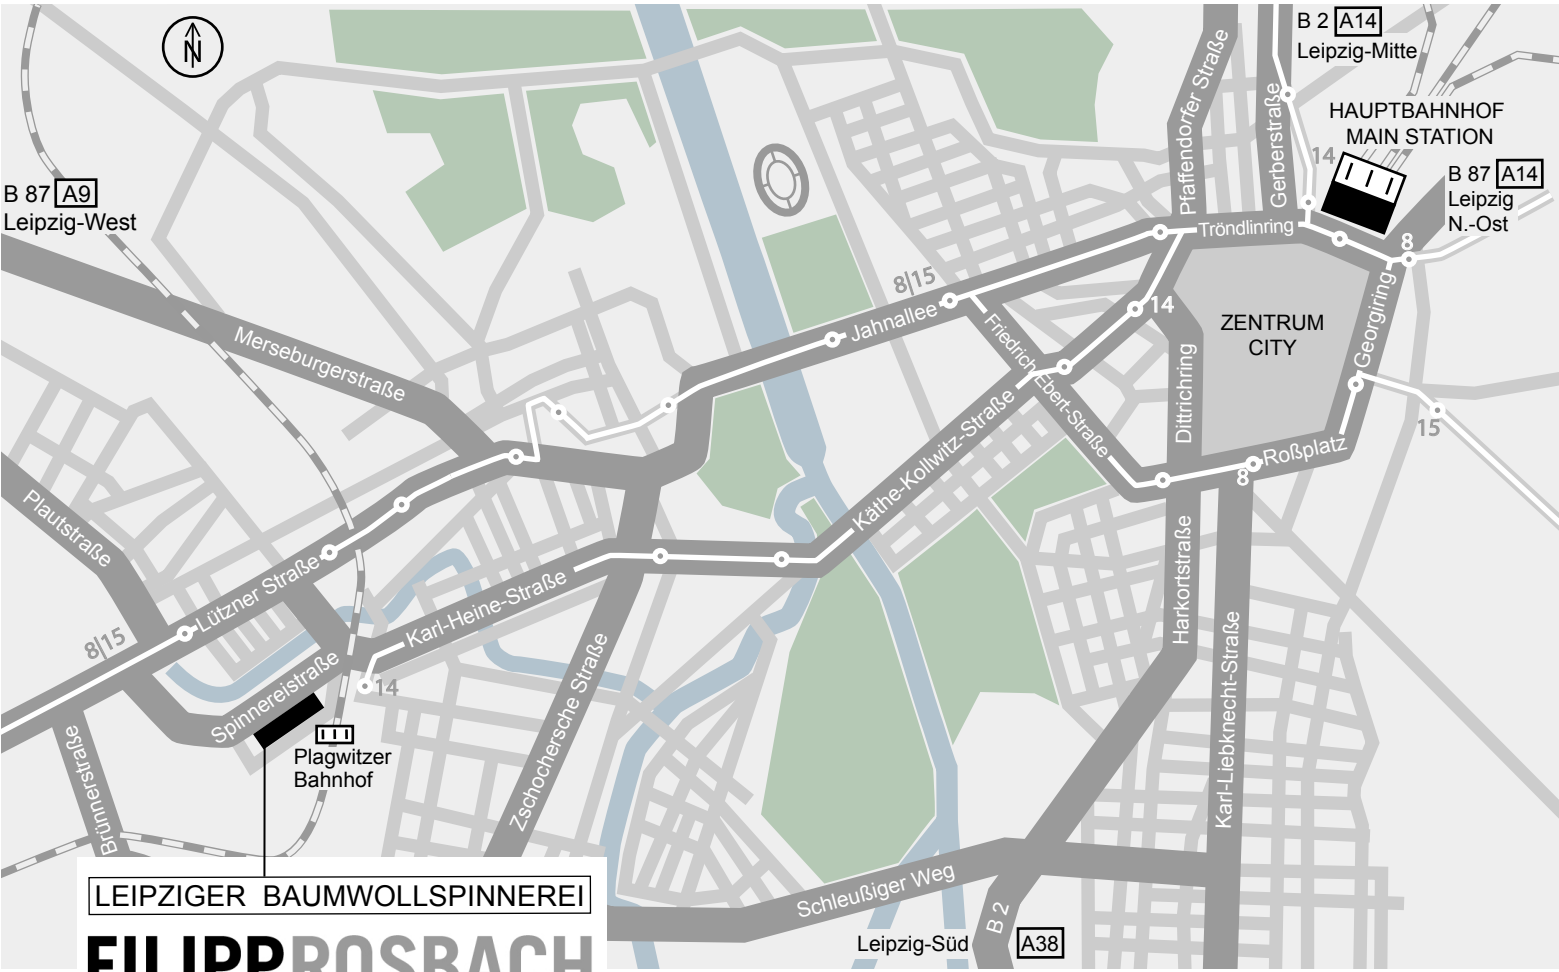 N
B 2 A14
Leipzig-Mitte
HAUPTBAHNHOF
MAIN STATION
14
B 87 A14
Leipzig
N.-Ost
B 87 A9
Leipzig-West
Pfaffendorfer Straße
Gerberstraße
Tröndlinring
8
8|15
Jahnallee
14
ZENTRUM
CITY
Georgiring
Merseburgerstraße
Friedrich-Ebert-Straße
Dittrichring
15
Roßplatz
8
Käthe-Kollwitz-Straße
Plautstraße
Lützner Straße
Karl-Heine-Straße
Harkortstraße
8|15
Karl-Liebknecht-Straße
Spinnereistraße
14
Zschochersche Straße
Brünnerstraße
Plagwitzer
Bahnhof
LEIPZIGER BAUMWOLLSPINNEREI
Schleußiger Weg
B 2
Leipzig-Süd A38
FILIPPROSBACH